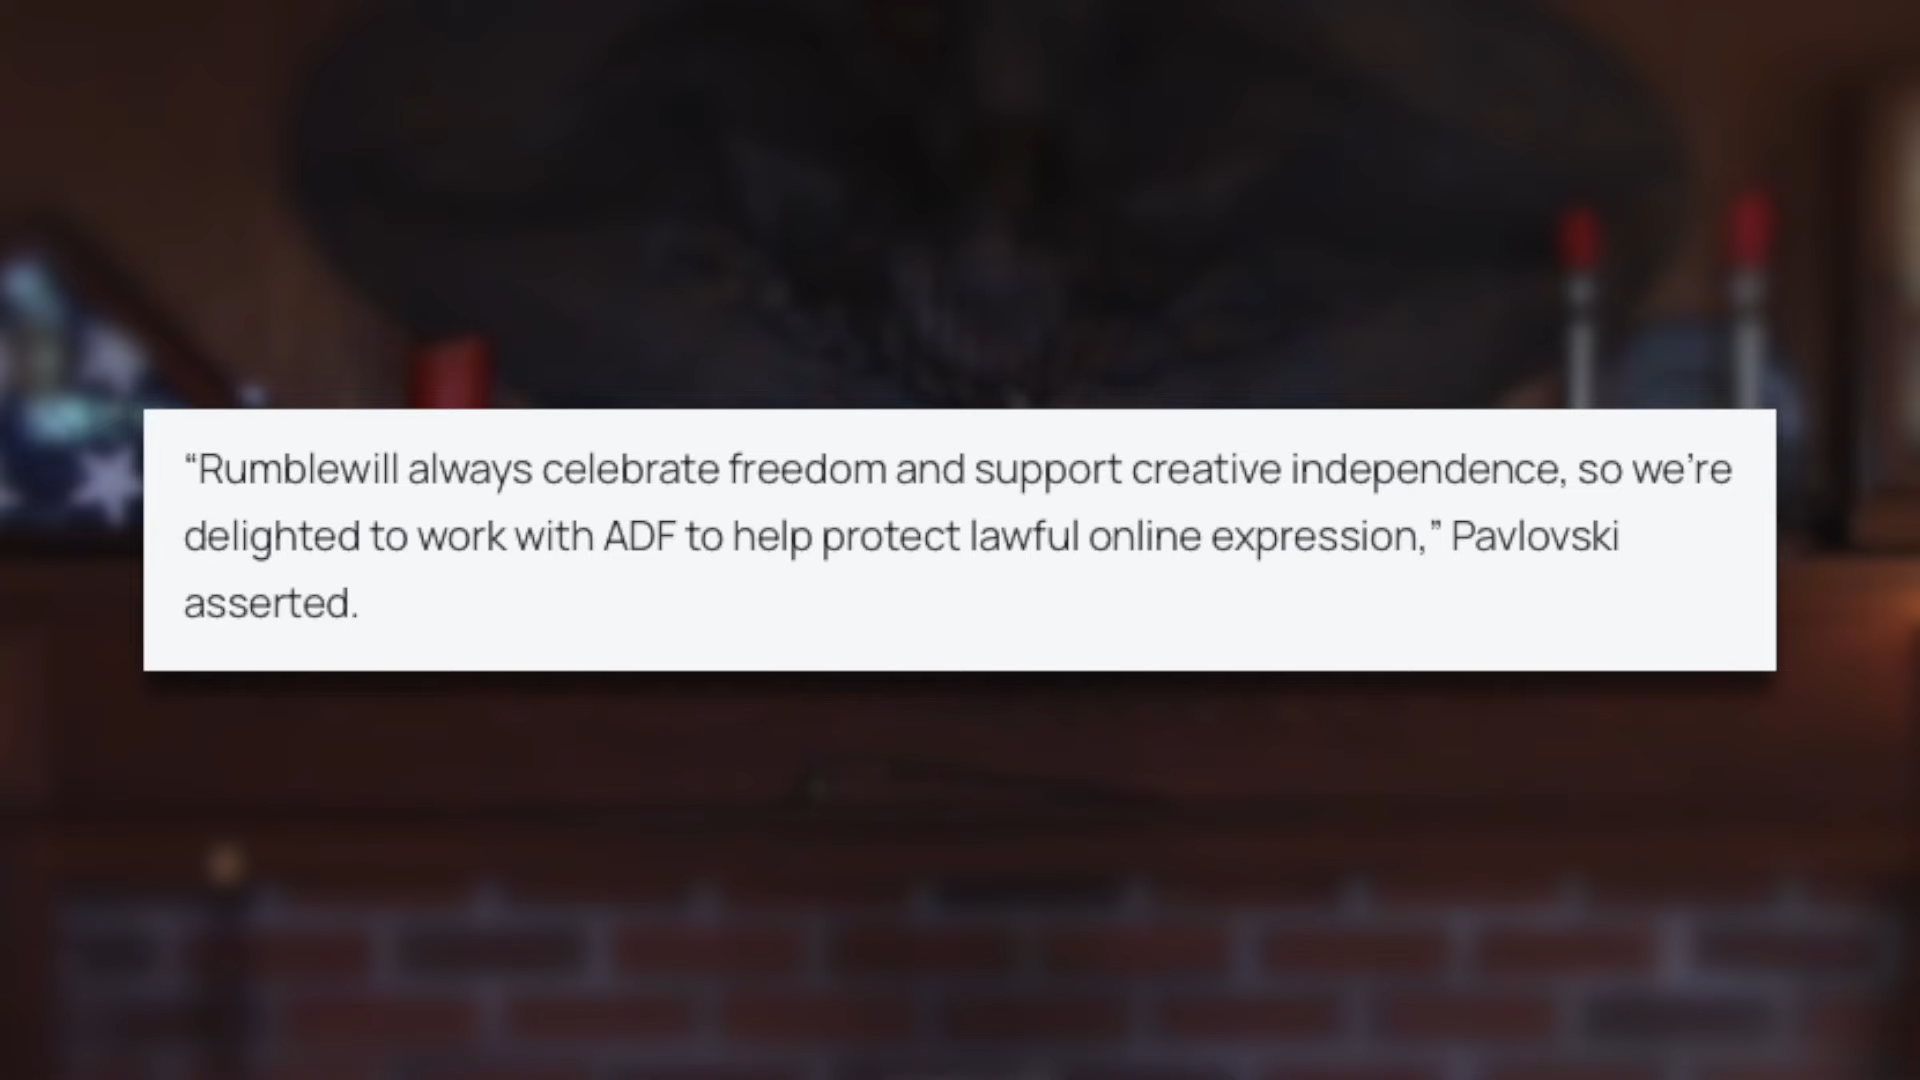 “Rumblewill always celebrate freedom and support creative independence, so we’re
delighted to work with ADF to help protect lawful online expression,” Pavlovski
asserted.